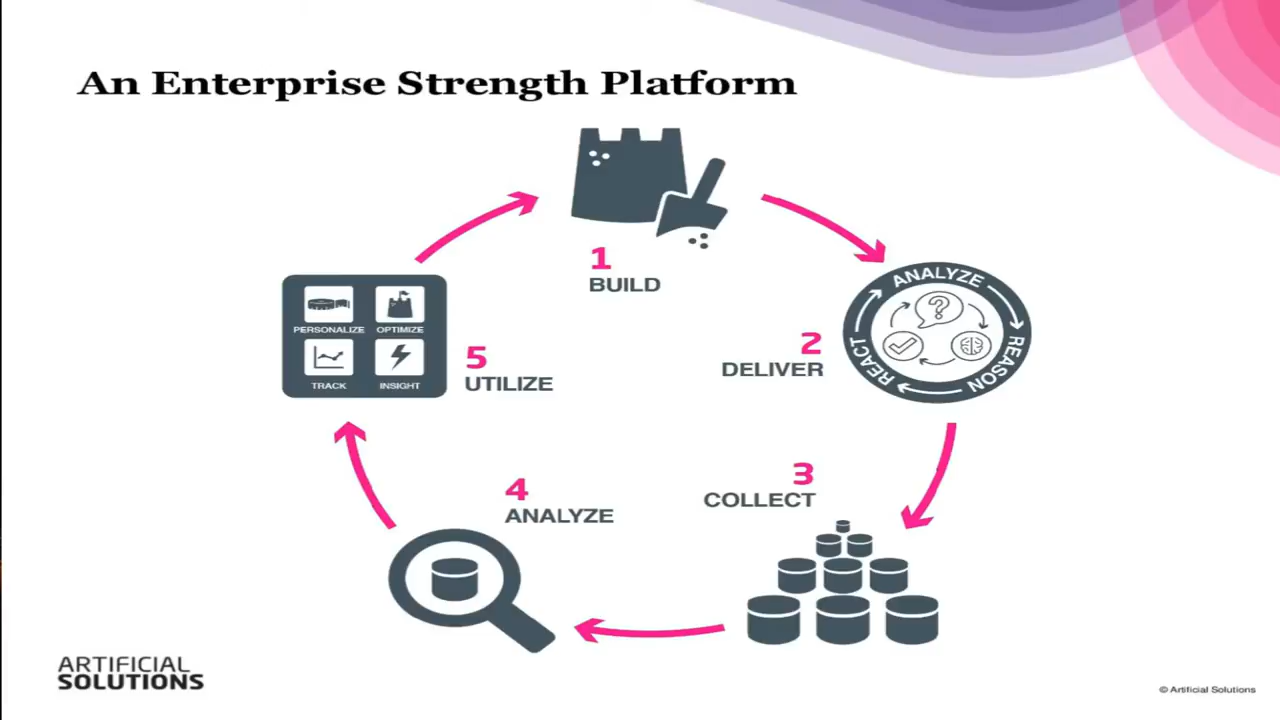 An Enterprise Strength Platform
1
BUILD
ANALYZE
REASON
REACT
2
DELIVER
3
COLLECT
4
ANALYZE
5
UTILIZE
PERSONALIZE OPTIMIZE
TRACK INSIGHT
ARTIFICIAL
SOLUTIONS
© Artificial Solutions